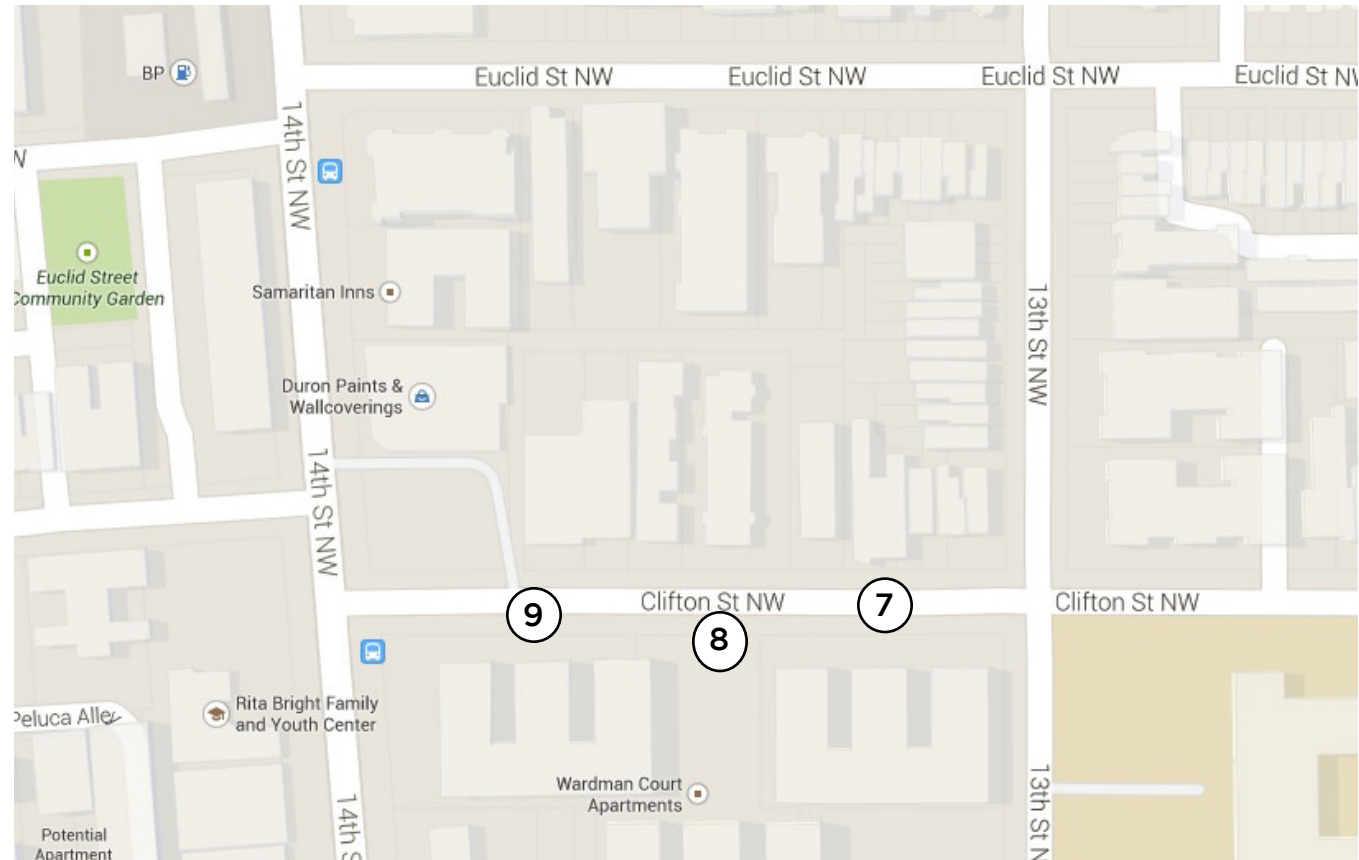 BP
Euclid St NW
Euclid St NW
Euclid St NW
Euclid St NW
14th St NW
N
Euclid Street
Community Garden
Samaritan Inns
13th St NW
Duron Paints &
Wallcoverings
14th St NW
9
Clifton St NW
7
Clifton St NW
8
Rita Bright Family
and Youth Center
Peluca Alley
Wardman Court
Apartments
13th St N
14th S
Potential
Apartment